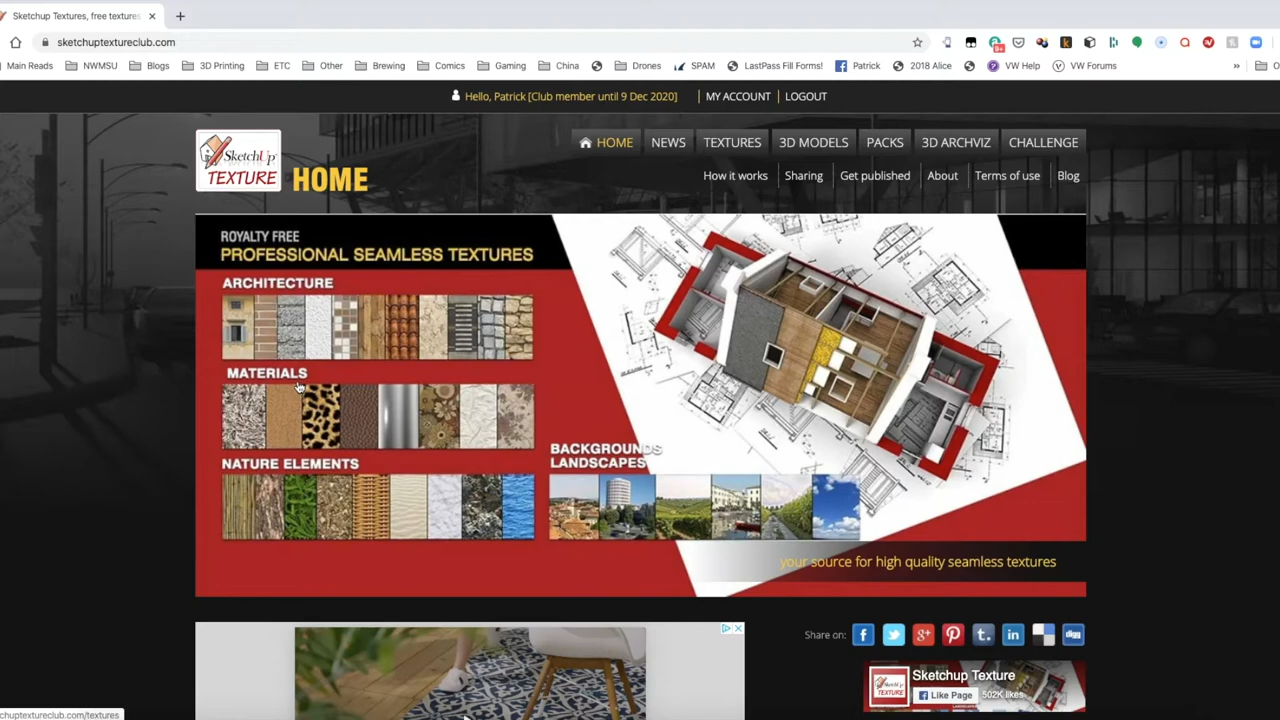 Sketchup Textures, free textures
sketchuptextureclub.com
9+
Main Reads NWMSU Blogs 3D Printing ETC Other Brewing Comics Gaming China Drones SPAM LastPass Fill Forms! Patrick 2018 Alice VW Help VW Forums » O
Hello, Patrick [Club member until 9 Dec 2020] MY ACCOUNT LOGOUT
SketchUp
TEXTURE
HOME
HOME NEWS TEXTURES 3D MODELS PACKS 3D ARCHVIZ CHALLENGE
How it works Sharing Get published About Terms of use Blog
ROYALTY FREE
PROFESSIONAL SEAMLESS TEXTURES
ARCHITECTURE
MATERIALS
NATURE ELEMENTS
BACKGROUNDS
LANDSCAPES
your source for high quality seamless textures
Share on:
SketchUp
TEXTURE
Sketchup Texture
Like Page 502K likes
chuptextureclub.com/textures